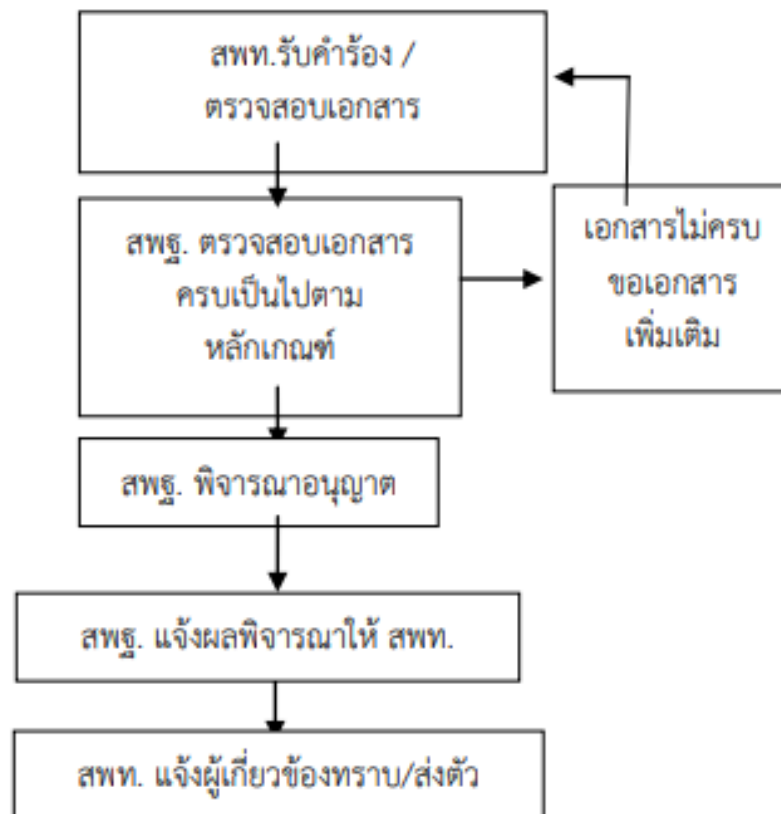 สพท.รับคำร้อง /
ตรวจสอบเอกสาร
สพฐ. ตรวจสอบเอกสาร
ครบเป็นไปตาม
หลักเกณฑ์
เอกสารไม่ครบ
ขอเอกสาร
เพิ่มเติม
สพฐ. พิจารณาอนุญาต
สพฐ. แจ้งผลพิจารณาให้ สพท.
สพท. แจ้งผู้เกี่ยวข้องทราบ/ส่งตัว